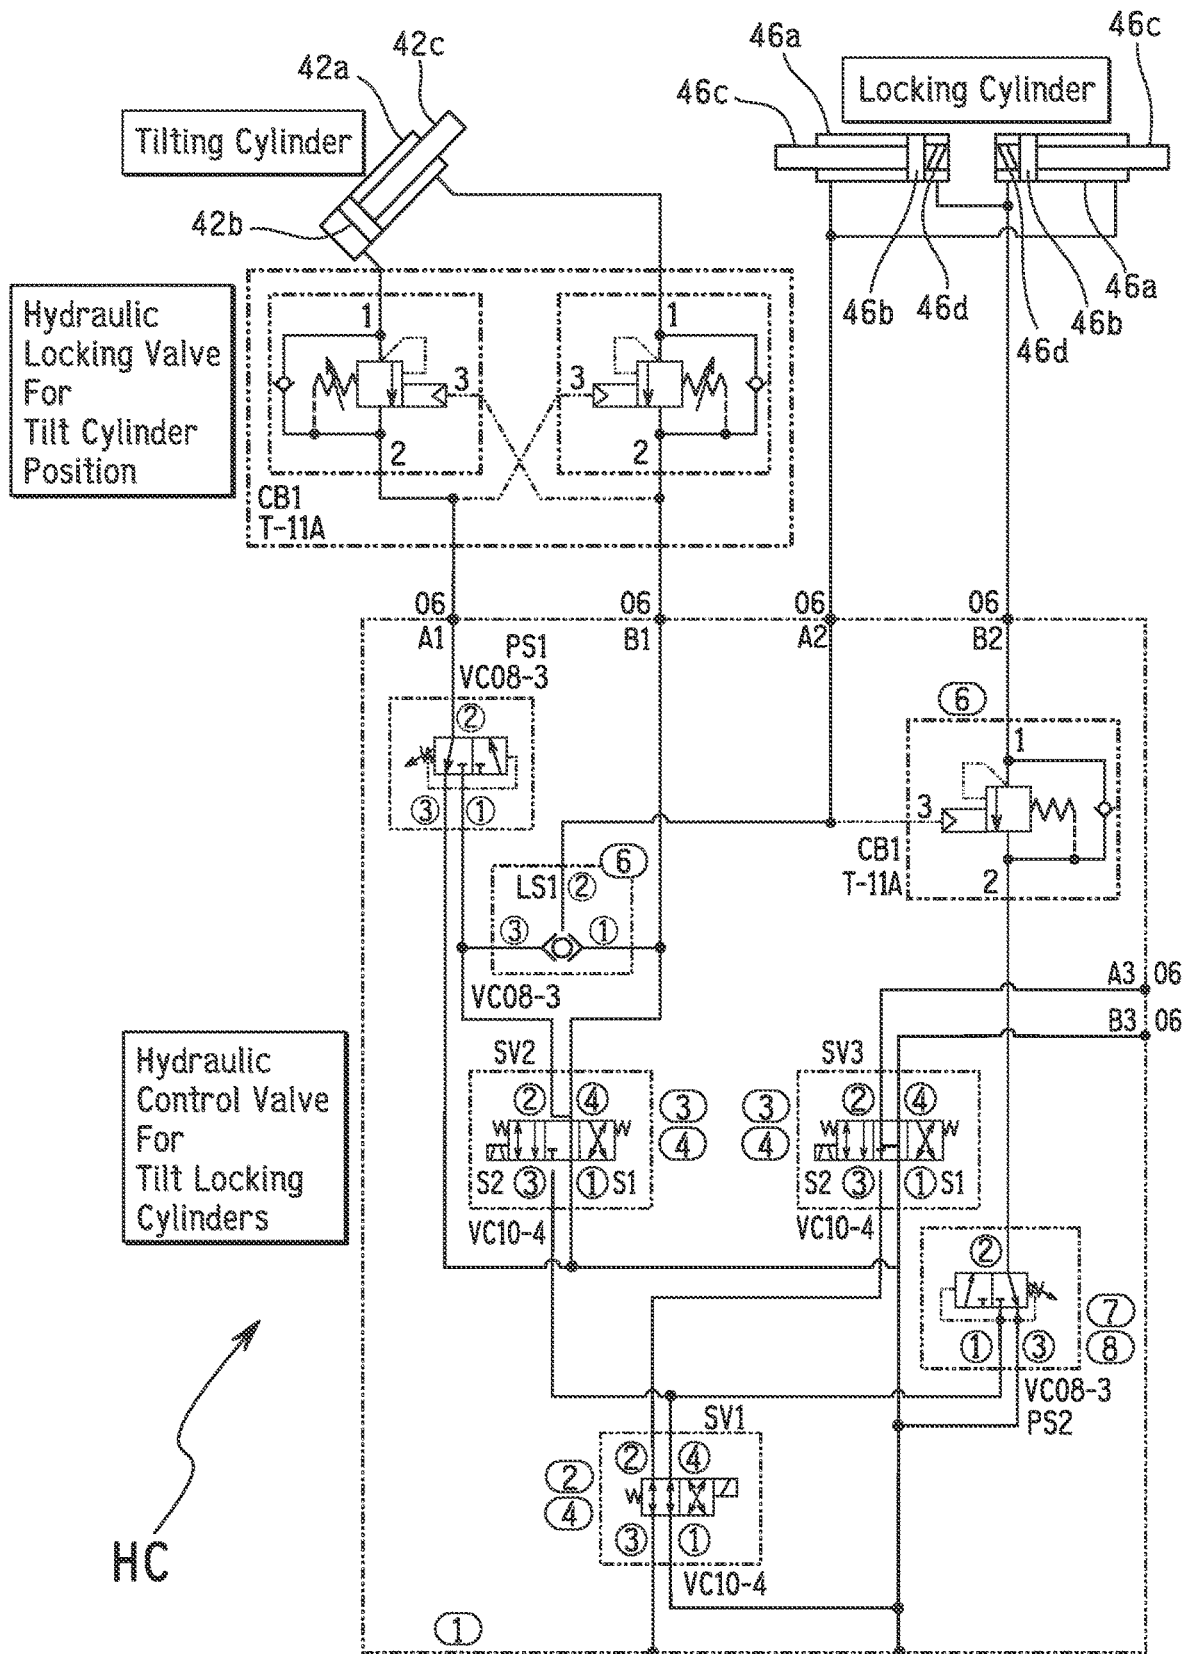 42c
42a
Tilting Cylinder
42b
46a
46c
Locking Cylinder
46c
46b
46d
46d
46b
46a
Hydraulic
Locking Valve
For
Tilt Cylinder
Position
1
3
2
1
3
2
CB1
T-11A
06
A1
06
B1
06
A2
06
B2
PS1
VC08-3
②
③
①
6
1
3
2
CB1
T-11A
6
LS1
②
③
①
VC08-3
A3 06
B3 06
Hydraulic
Control Valve
For
Tilt Locking
Cylinders
SV2
② ④
S2 ③ ① S1
VC10-4
3
4
SV3
② ④
S2 ③ ① S1
VC10-4
3
4
②
① ③
VC08-3
PS2
7
8
SV1
② ④
③ ①
VC10-4
2
4
1
HC